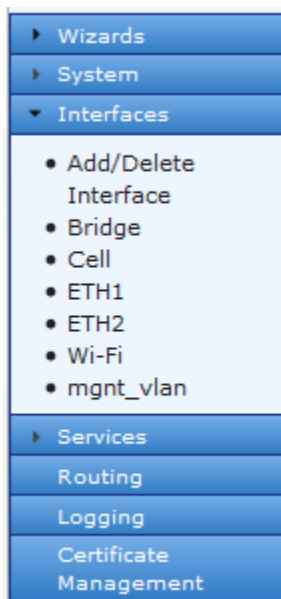 Wizards
System
Interfaces
Add/Delete
Interface
Bridge
Cell
ETH1
ETH2
Wi-Fi
mgnt_vlan
Services
Routing
Logging
Certificate
Management